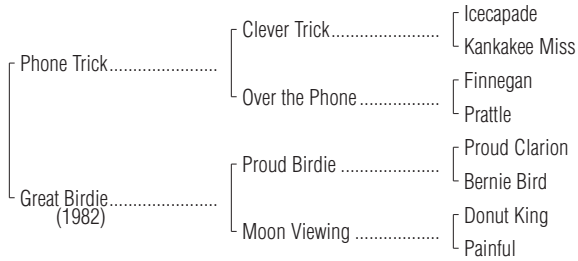 Icecapade
Clever Trick
Kankakee Miss
Phone Trick
Finnegan
Over the Phone
Prattle
Proud Clarion
Proud Birdie
Bernie Bird
Great Birdie
(1982)
Donut King
Moon Viewing
Painful